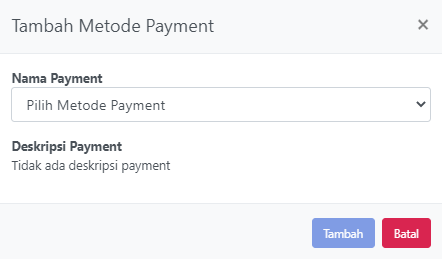 Tambah Metode Payment
×
Nama Payment
Pilih Metode Payment
Deskripsi Payment
Tidak ada deskripsi payment
Tambah
Batal